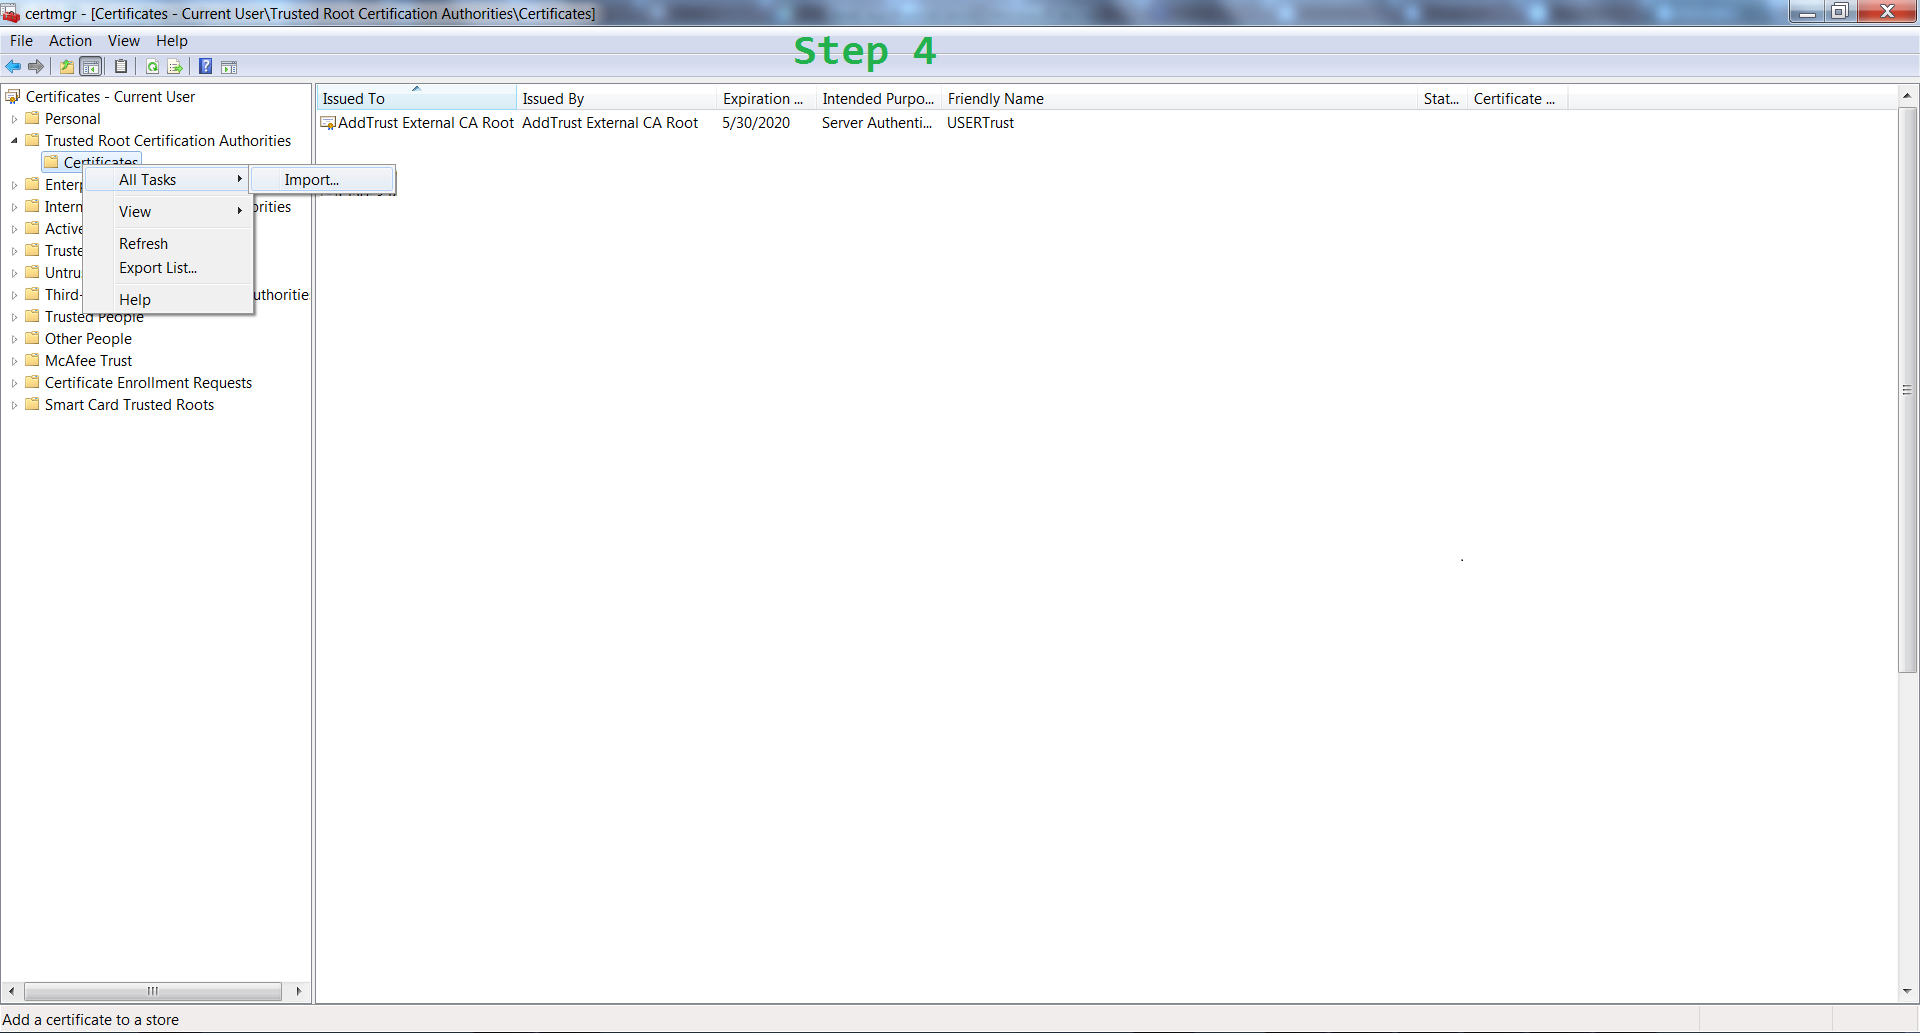 certmgr - [Certificates - Current User\Trusted Root Certification Authorities\Certificates]
File Action View Help
Step 4
Certificates - Current User
Personal
Trusted Root Certification Authorities
Certificates
Enter
Intern
orities
Active
Truste
Untru
Third-
uthoritie
Trusted People
Other People
McAfee Trust
Certificate Enrollment Requests
Smart Card Trusted Roots
All Tasks
Import...
View
Refresh
Export List...
Help
Issued To Issued By Expiration ... Intended Purpo... Friendly Name Stat... Certificate ...
AddTrust External CA Root AddTrust External CA Root 5/30/2020 Server Authenti... USERTrust
Add a certificate to a store